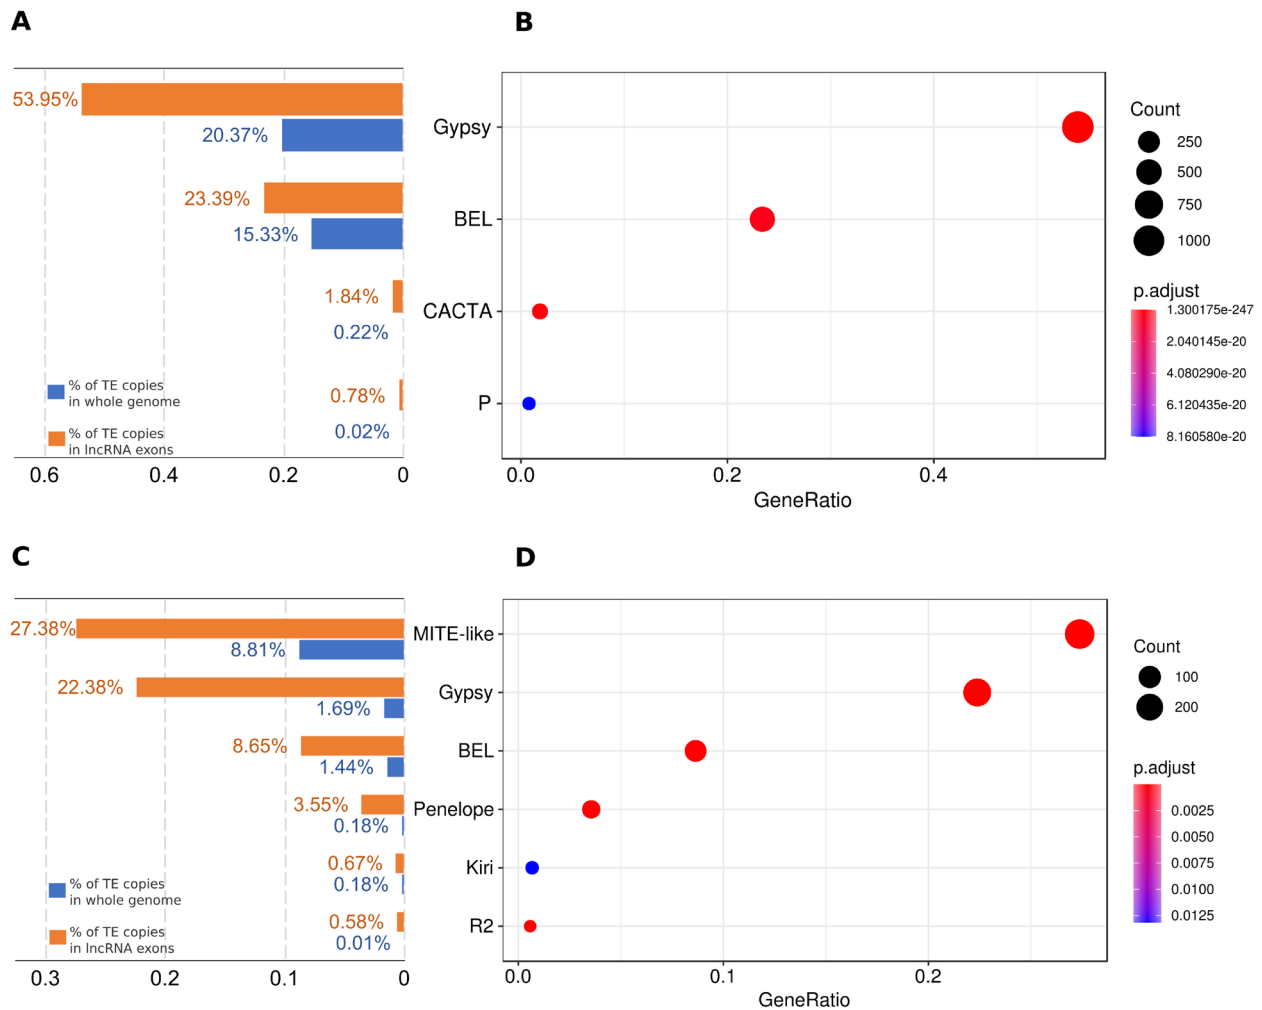 A
53.95%
20.37%
23.39%
15.33%
1.84%
0.22%
0.78%
0.02%
% of TE copies
in whole genome
% of TE copies
in lncRNA exons
0.6 0.4 0.2 0
B
Gypsy
BEL
CACTA
P
0.0 0.2 0.4
GeneRatio
Count
250
500
750
1000
p.adjust
1.300175e-247
2.040145e-20
4.080290e-20
6.120435e-20
8.160580e-20
C
27.38%
8.81%
22.38%
1.69%
8.65%
1.44%
3.55%
0.18%
0.67%
0.18%
0.58%
0.01%
% of TE copies
in whole genome
% of TE copies
in lncRNA exons
0.3 0.2 0.1 0
D
MITE-like
Gypsy
BEL
Penelope
Kiri
R2
0.0 0.1 0.2
GeneRatio
Count
100
200
p.adjust
0.0025
0.0050
0.0075
0.0100
0.0125